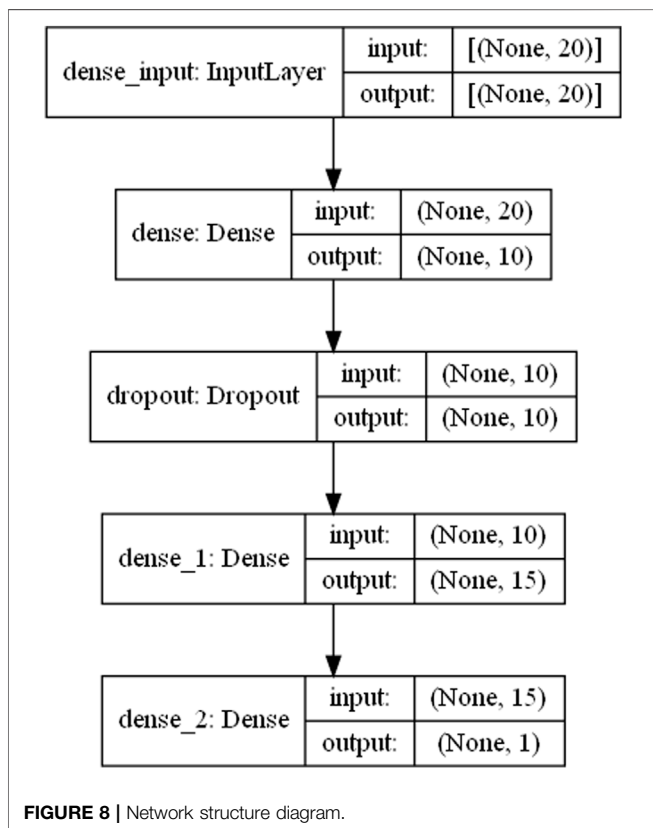 dense_input: InputLayer
input: [(None, 20)]
output: [(None, 20)]
dense: Dense
input: (None, 20)
output: (None, 10)
dropout: Dropout
input: (None, 10)
output: (None, 10)
dense_1: Dense
input: (None, 10)
output: (None, 15)
dense_2: Dense
input: (None, 15)
output: (None, 1)
FIGURE 8 | Network structure diagram.